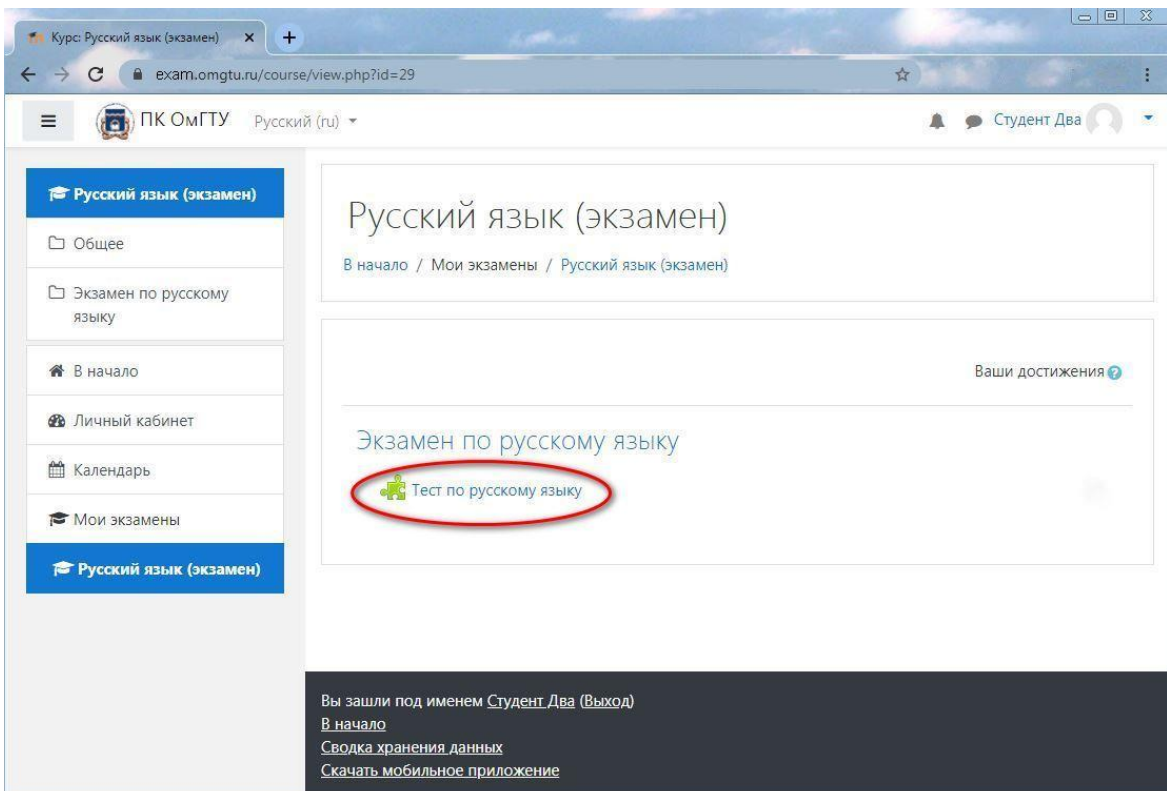 Курс: Русский язык (экзамен)
exam.omgtu.ru/course/view.php?id=29
ПК ОмГТУ Русский (ru)
Студент Два
Русский язык (экзамен)
Общее
Экзамен по русскому
языку
В начало
Личный кабинет
Календарь
Мои экзамены
Русский язык (экзамен)
Русский язык (экзамен)
В начало / Мои экзамены / Русский язык (экзамен)
Ваши достижения
Экзамен по русскому языку
Тест по русскому языку
Вы зашли под именем Студент Два (Выход)
В начало
Сводка хранения данных
Скачать мобильное приложение